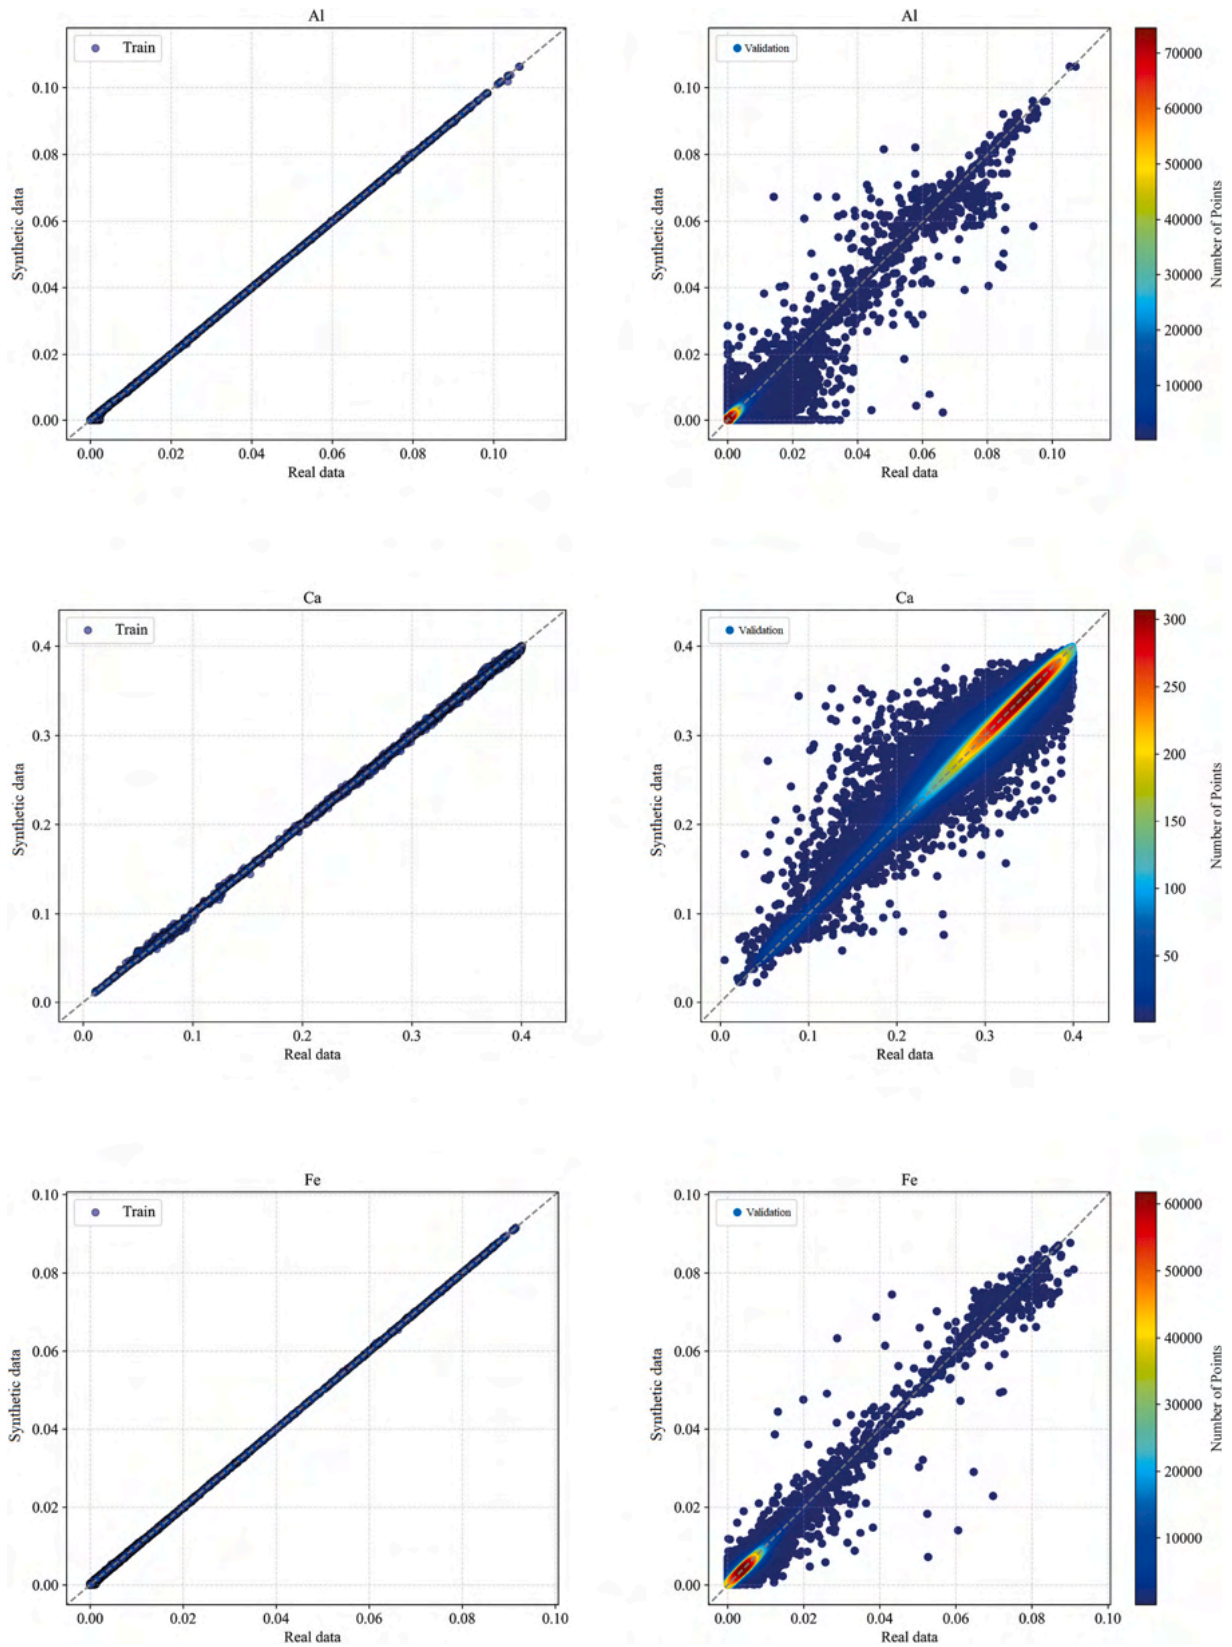 Al
Train
0.10
0.08
0.06
0.04
0.02
0.00
Synthetic data
0.00 0.02 0.04 0.06 0.08 0.10
Real data
Al
Validation
0.10
0.08
0.06
0.04
0.02
0.00
Synthetic data
0.00 0.02 0.04 0.06 0.08 0.10
Real data
70000
60000
50000
40000
30000
20000
10000
Number of Points
Ca
Train
0.4
0.3
0.2
0.1
0.0
Synthetic data
0.0 0.1 0.2 0.3 0.4
Real data
Ca
Validation
0.4
0.3
0.2
0.1
0.0
Synthetic data
0.0 0.1 0.2 0.3 0.4
Real data
300
250
200
150
100
50
Number of Points
Fe
Train
0.10
0.08
0.06
0.04
0.02
0.00
Synthetic data
0.00 0.02 0.04 0.06 0.08 0.10
Real data
Fe
Validation
0.10
0.08
0.06
0.04
0.02
0.00
Synthetic data
0.00 0.02 0.04 0.06 0.08 0.10
Real data
60000
50000
40000
30000
20000
10000
Number of Points